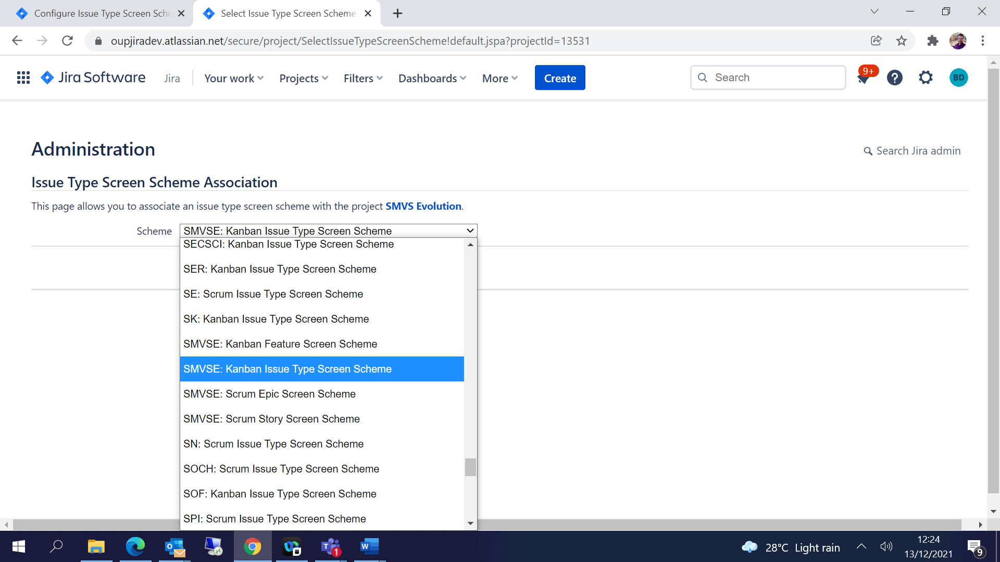 Configure Issue Type Screen Sche
Select Issue Type Screen Scheme
oupjiradev.atlassian.net/secure/project/SelectIssueTypeScreenScheme!default.jspa?projectId=13531
Jira Software
Jira
Your work
Projects
Filters
Dashboards
More
Create
Search
9+
BD
Administration
Search Jira admin
Issue Type Screen Scheme Association
This page allows you to associate an issue type screen scheme with the project SMVS Evolution.
Scheme
SMVSE: Kanban Issue Type Screen Scheme
SECSCI: Kanban Issue Type Screen Scheme
SER: Kanban Issue Type Screen Scheme
SE: Scrum Issue Type Screen Scheme
SK: Kanban Issue Type Screen Scheme
SMVSE: Kanban Feature Screen Scheme
SMVSE: Kanban Issue Type Screen Scheme
SMVSE: Scrum Epic Screen Scheme
SMVSE: Scrum Story Screen Scheme
SN: Scrum Issue Type Screen Scheme
SOCH: Scrum Issue Type Screen Scheme
SOF: Kanban Issue Type Screen Scheme
SPI: Scrum Issue Type Screen Scheme
28°C Light rain
12:24
13/12/2021
9
1